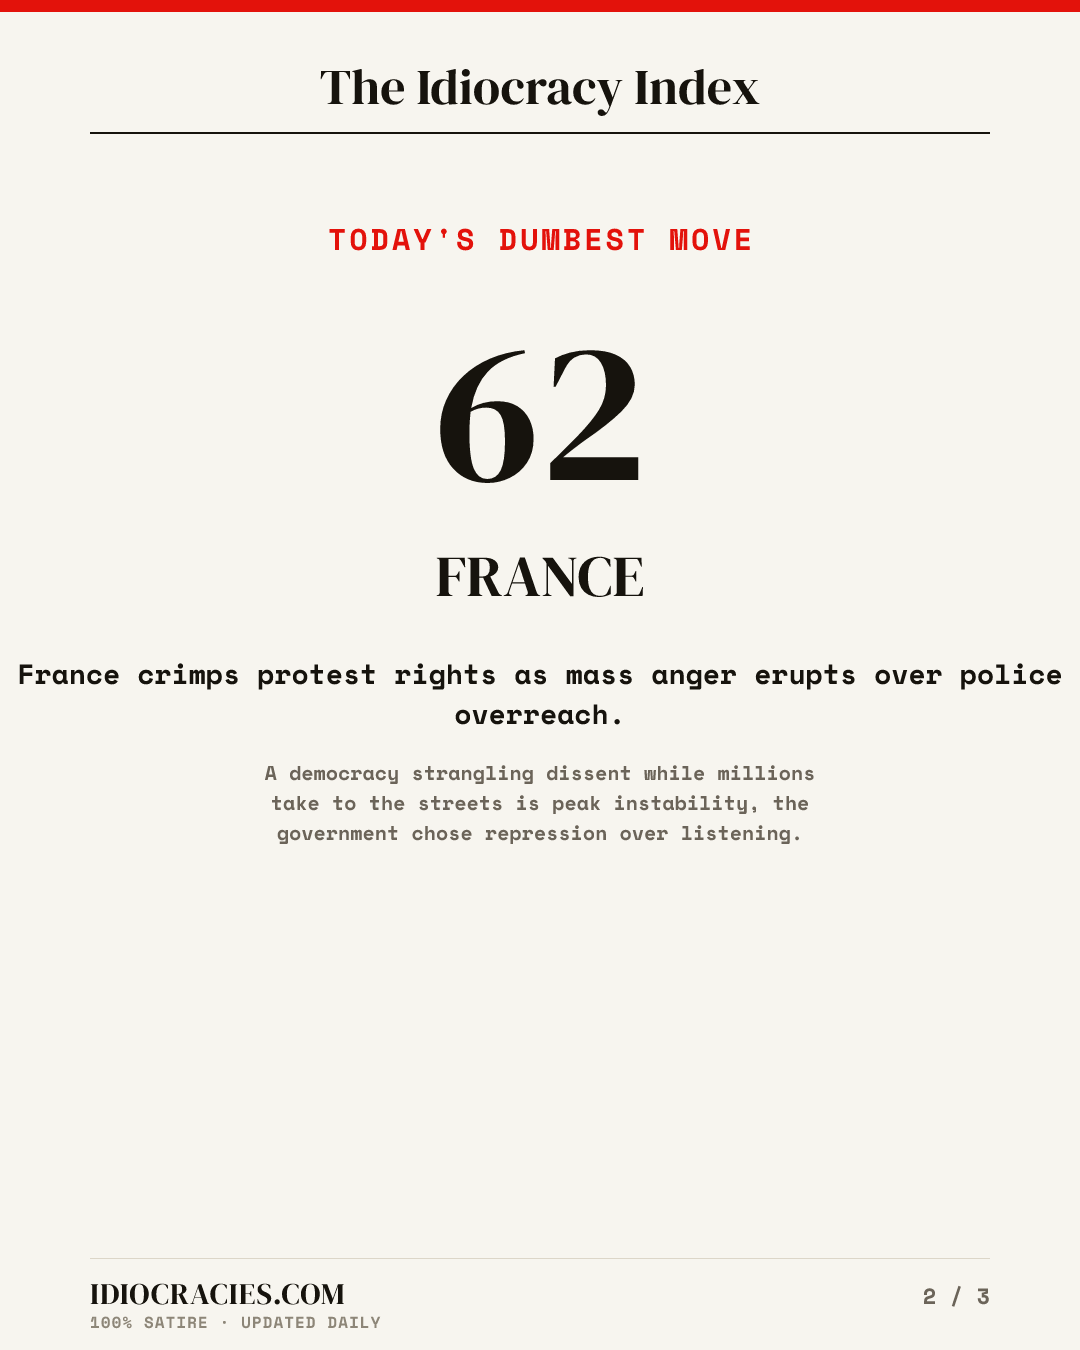 The Idiocracy Index
TODAY'S DUMBEST MOVE
62
FRANCE
France crimps protest rights as mass anger erupts over police
overreach.
A democracy strangling dissent while millions
take to the streets is peak instability, the
government chose repression over listening.
IDIOCRACIES.COM
2 / 3
100% SATIRE · UPDATED DAILY